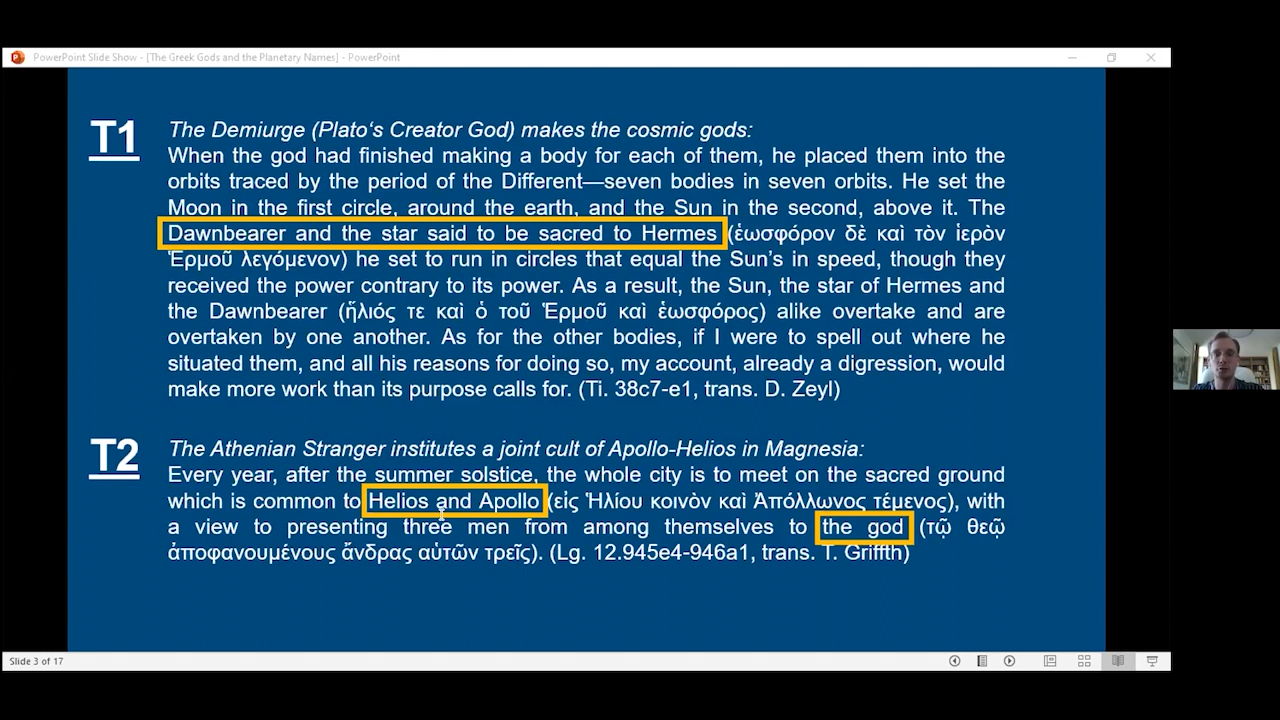 PowerPoint Slide Show - [The Greek Gods and the Planetary Names] - PowerPoint
T1
The Demiurge (Plato‘s Creator God) makes the cosmic gods:
When the god had finished making a body for each of them, he placed them into the
orbits traced by the period of the Different—seven bodies in seven orbits. He set the
Moon in the first circle, around the earth, and the Sun in the second, above it. The
Dawnbearer and the star said to be sacred to Hermes (ἑωσφόρον δὲ καὶ τὸν ἱερὸν
Ἑρμοῦ λεγόμενον) he set to run in circles that equal the Sun’s in speed, though they
received the power contrary to its power. As a result, the Sun, the star of Hermes and
the Dawnbearer (ἥλιός τε καὶ ὁ τοῦ Ἑρμοῦ καὶ ἑωσφόρος) alike overtake and are
overtaken by one another. As for the other bodies, if I were to spell out where he
situated them, and all his reasons for doing so, my account, already a digression, would
make more work than its purpose calls for. (Ti. 38c7-e1, trans. D. Zeyl)
T2
The Athenian Stranger institutes a joint cult of Apollo-Helios in Magnesia:
Every year, after the summer solstice, the whole city is to meet on the sacred ground
which is common to Helios and Apollo (εἰς Ἡλίου κοινὸν καὶ Ἀπόλλωνος τέμενος), with
a view to presenting three men from among themselves to the god (τῷ θεῷ
ἀποφανουμένους ἄνδρας αὑτῶν τρεῖς). (Lg. 12.945e4-946a1, trans. T. Griffth)
Slide 3 of 17